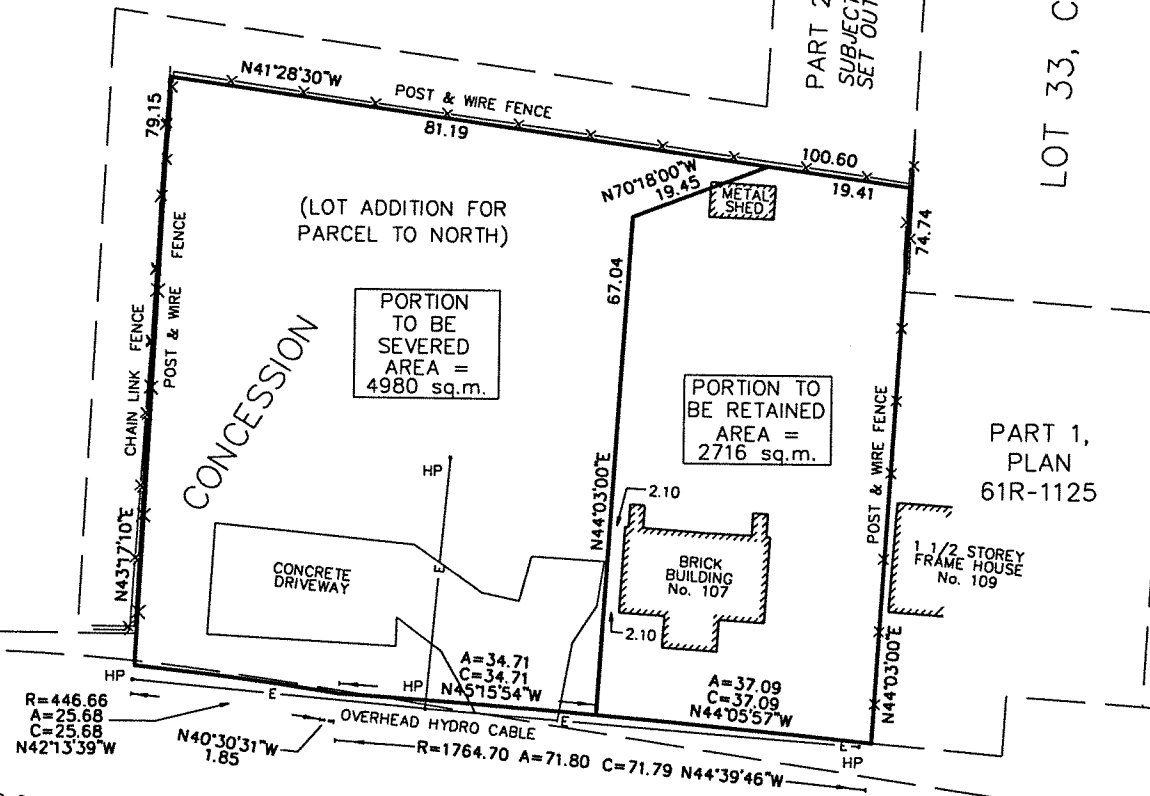 PART 2
SUBJECT
SET OUT
LOT 33, C
N41°28'30"W
POST & WIRE FENCE
81.19
100.60
19.41
79.15
N70°18'00"W
19.45
METAL
SHED
74.74
(LOT ADDITION FOR
PARCEL TO NORTH)
67.04
POST & WIRE FENCE
CHAIN LINK FENCE
PORTION
TO BE
SEVERED
AREA =
4980 sq.m.
CONCESSION
PORTION TO
BE RETAINED
AREA =
2716 sq.m.
POST & WIRE FENCE
PART 1,
PLAN
61R-1125
HP
N44°03'00"E
2.10
N43°17'10"E
CONCRETE
DRIVEWAY
E
BRICK
BUILDING
No. 107
1 1/2 STOREY
FRAME HOUSE
No. 109
2.10
N44°03'00"E
A=34.71
C=34.71
N45°15'54"W
A=37.09
C=37.09
N44°05'57"W
HP
HP
E
E
E
HP
R=446.66
A=25.68
C=25.68
N42°13'39"W
OVERHEAD HYDRO CABLE
N40°30'31"W
1.85
R=1764.70 A=71.80 C=71.79 N44°39'46"W